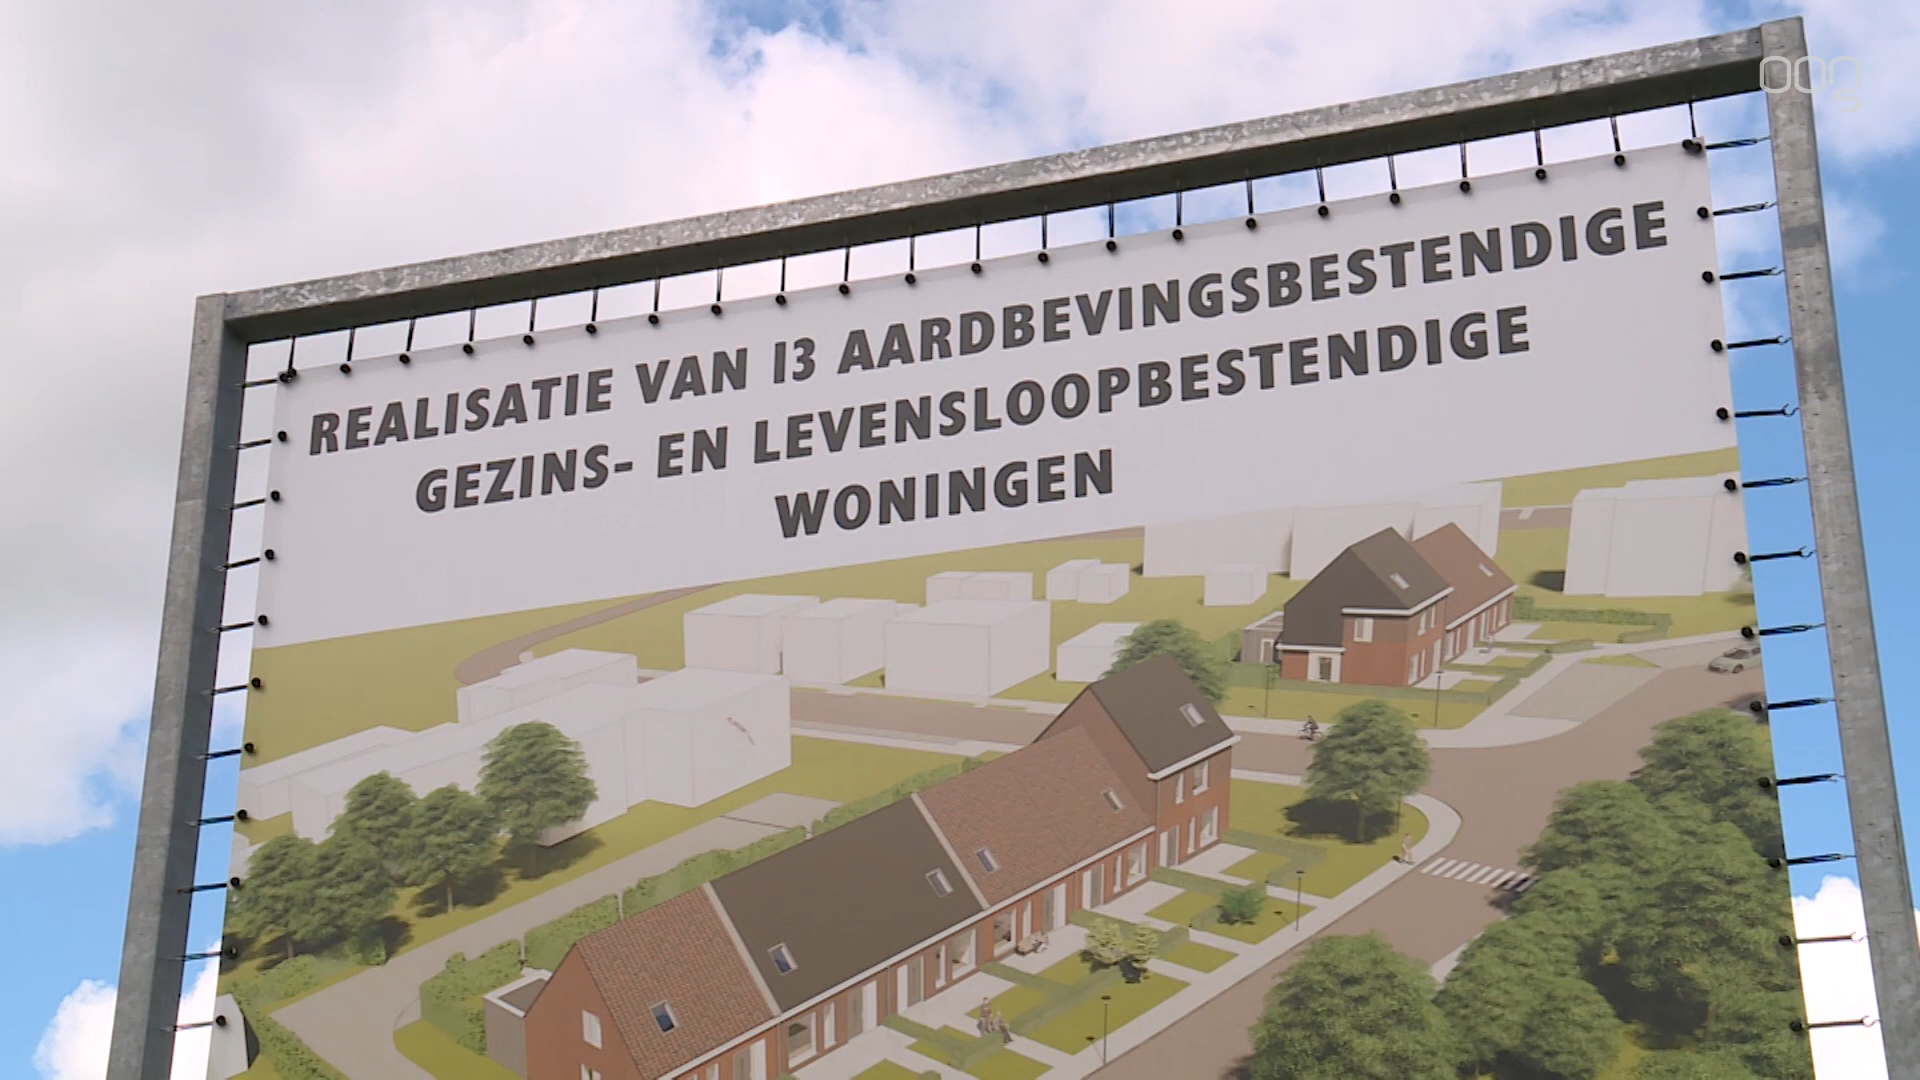 oog
REALISATIE VAN 13 AARDBEVINGSBESTENDIGE
GEZINS- EN LEVENSLOOPBESTENDIGE
WONINGEN